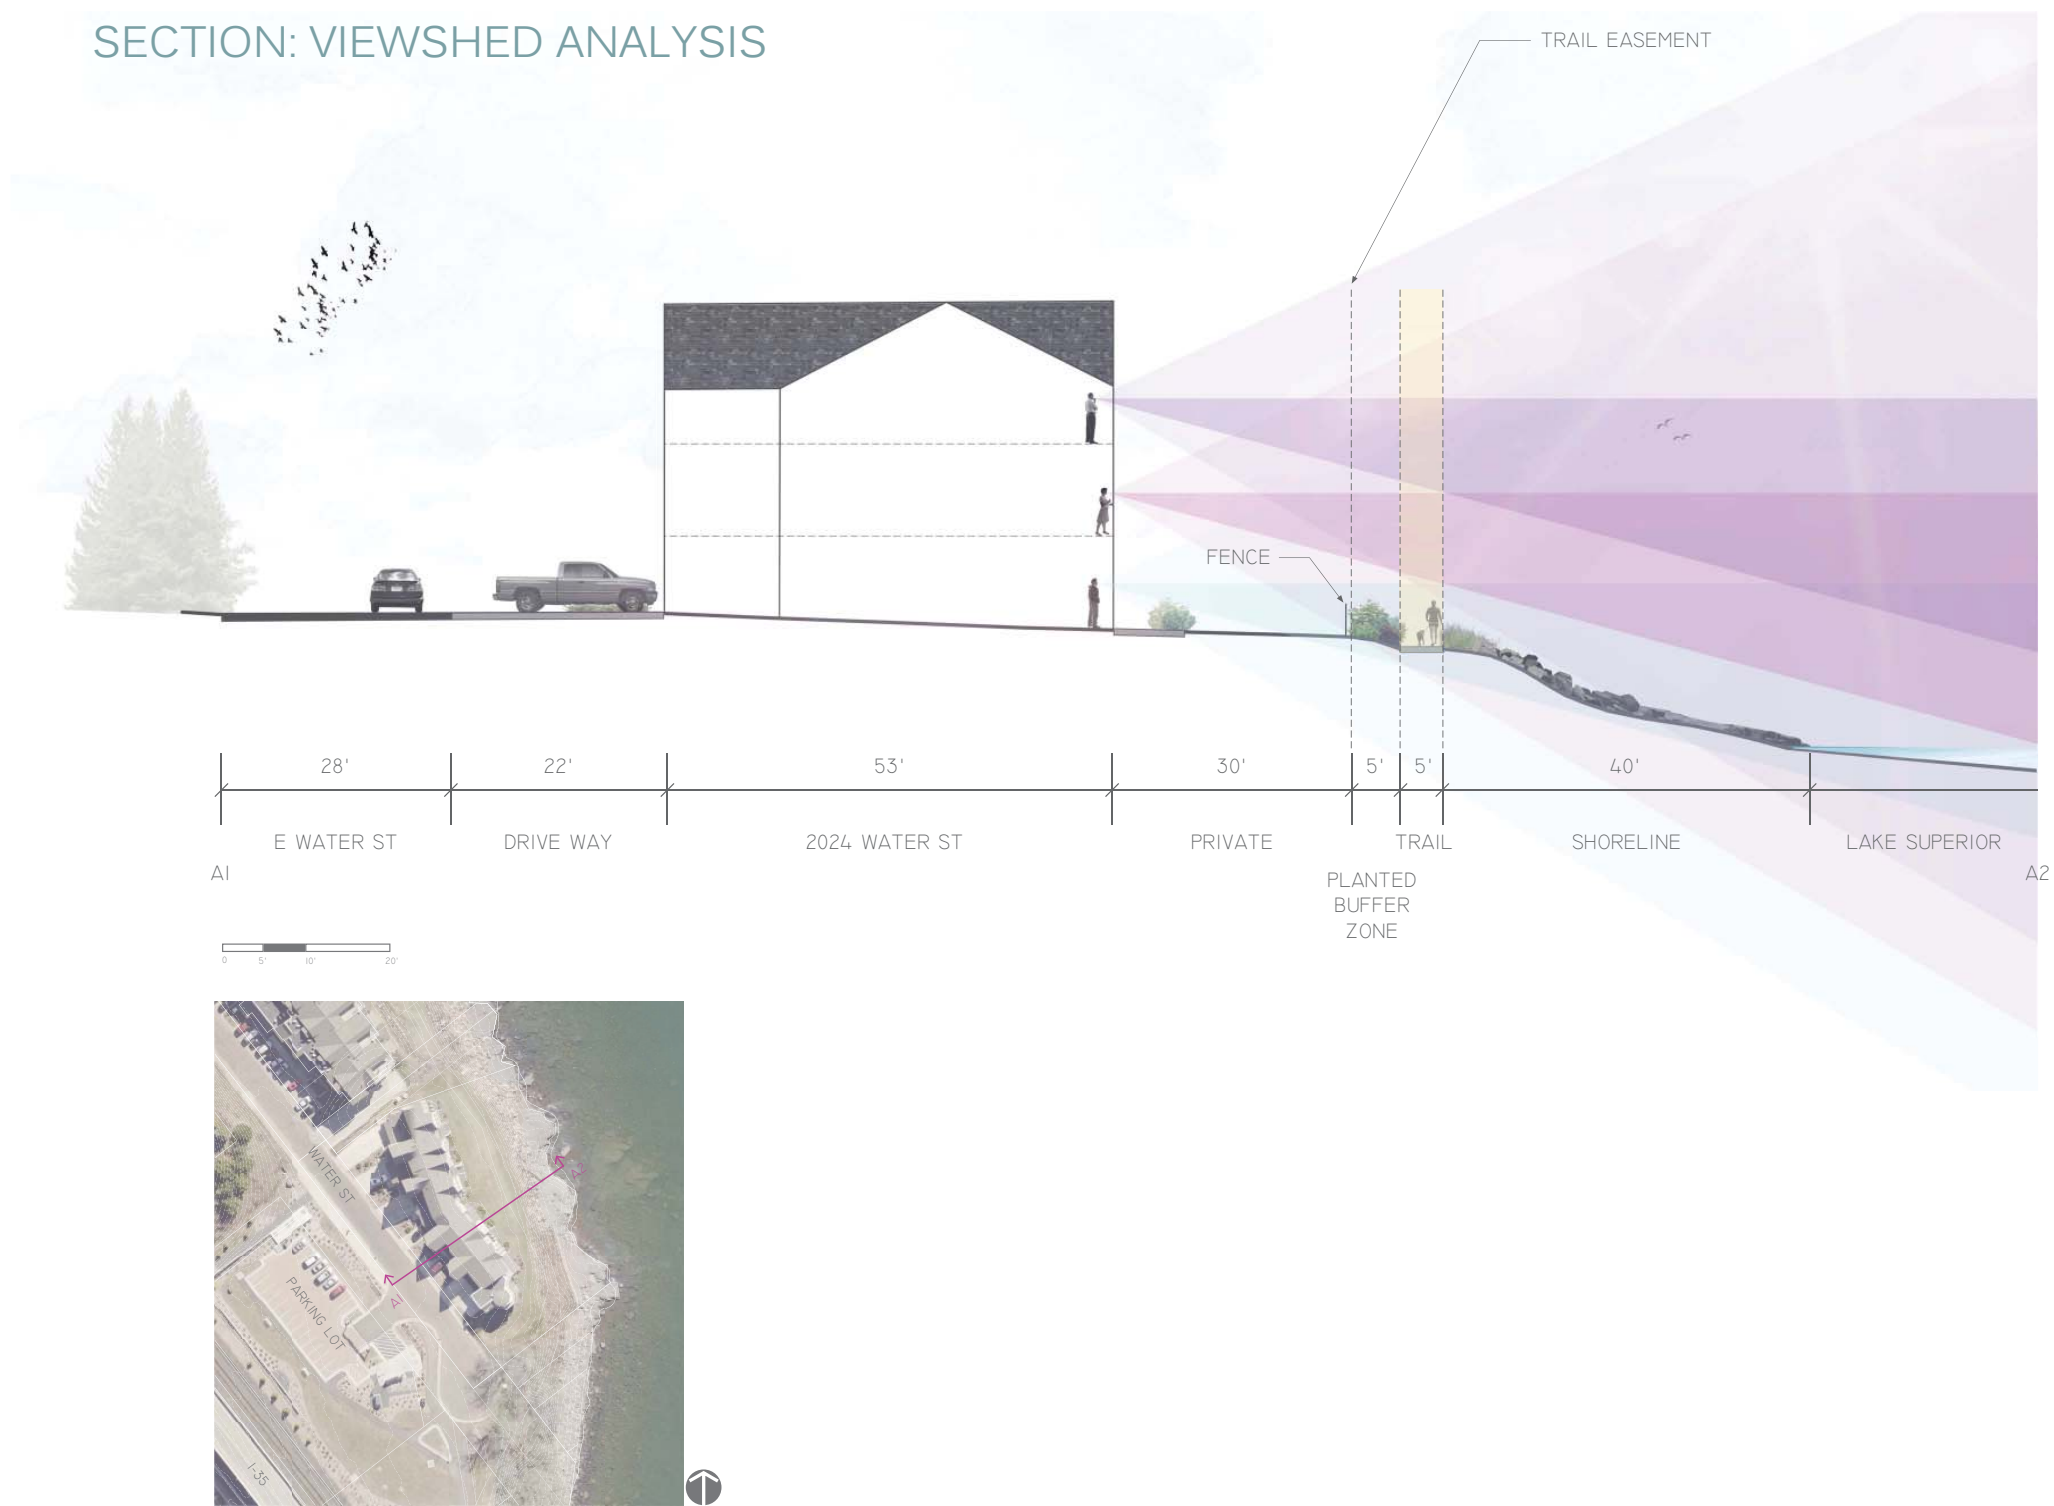 SECTION: VIEWSHED ANALYSIS
TRAIL EASEMENT
FENCE
28'
22'
53'
30'
5'
5'
40'
E WATER ST
DRIVE WAY
2024 WATER ST
PRIVATE
TRAIL
SHORELINE
LAKE SUPERIOR
A1
A2
PLANTED
BUFFER
ZONE
0
5'
10'
20'
WATER ST
A2
A1
PARKING LOT
I-35